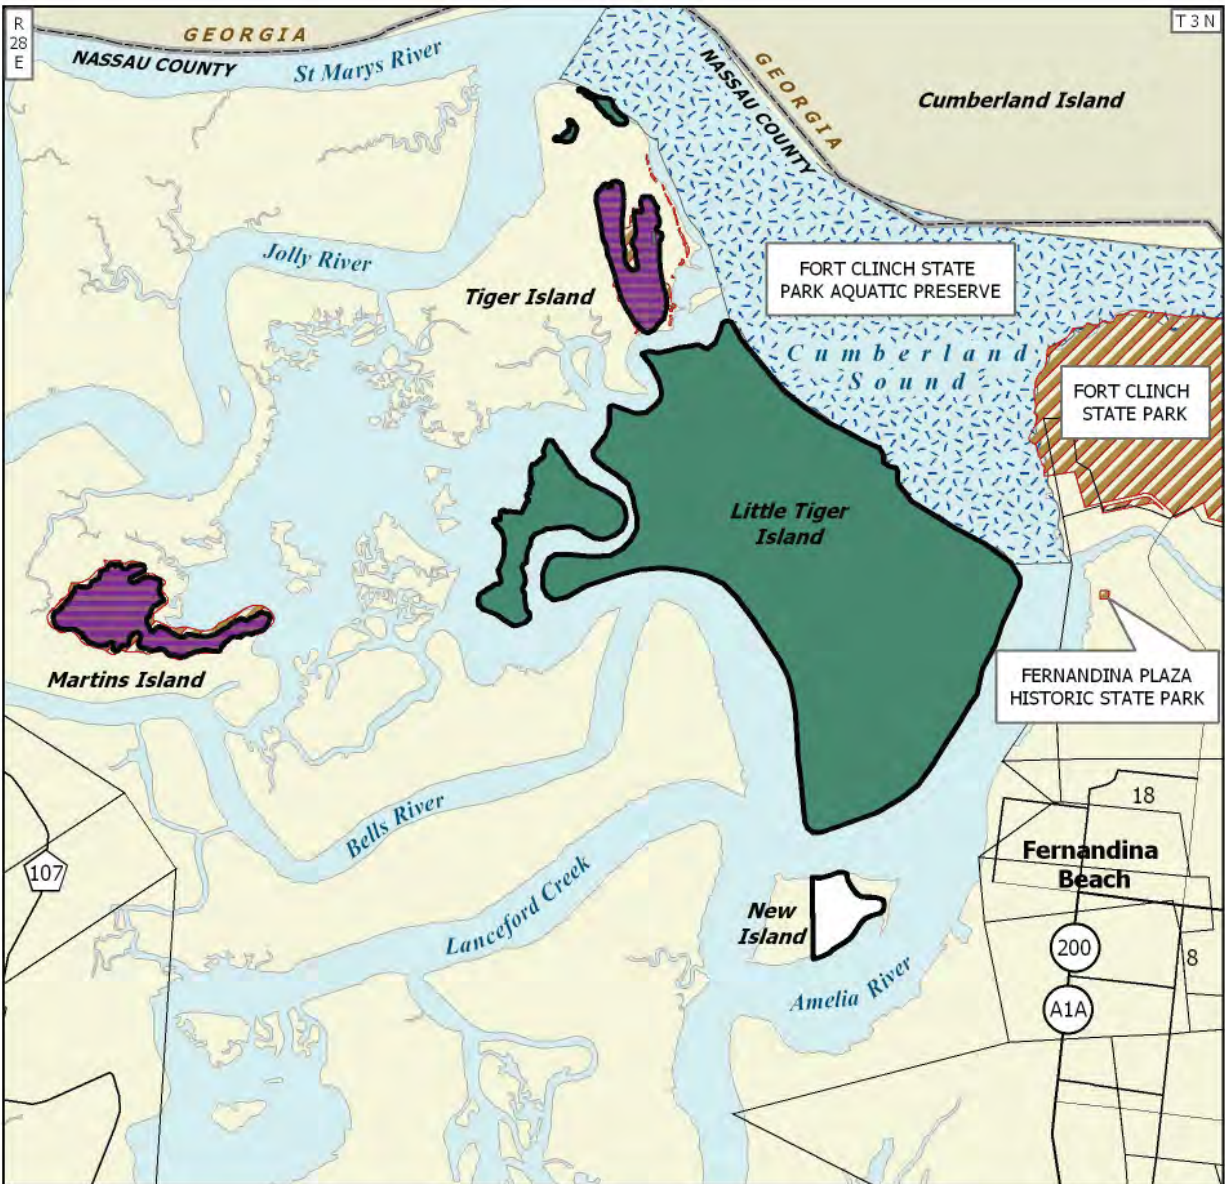 R
28
E
GEORGIA
NASSAU COUNTY
St Marys River
T 3 N
GEORGIA
NASSAU COUNTY
Cumberland Island
Jolly River
Tiger Island
FORT CLINCH STATE
PARK AQUATIC PRESERVE
Cumberland
Sound
FORT CLINCH
STATE PARK
Little Tiger
Island
Martins Island
FERNANDINA PLAZA
HISTORIC STATE PARK
Bells River
18
107
Fernandina
Beach
Lanceford Creek
New
Island
200
8
Amelia River
A1A